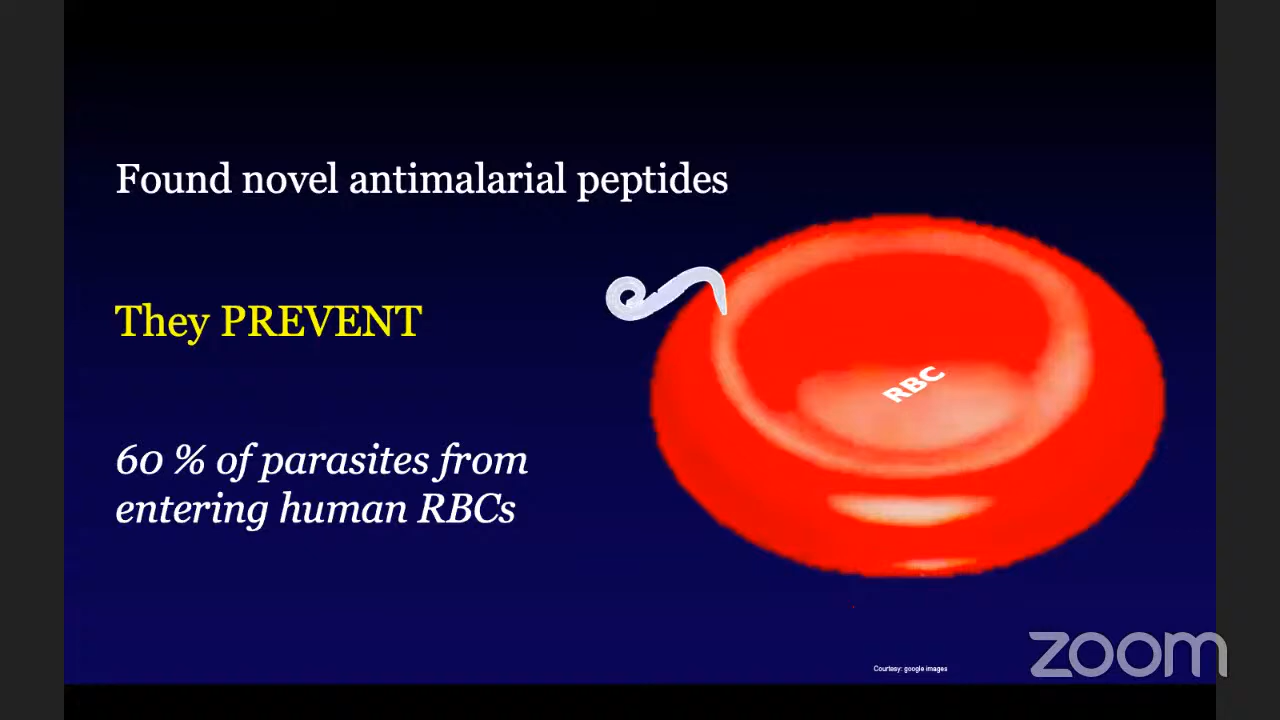 Found novel antimalarial peptides
They PREVENT
RBC
60 % of parasites from
entering human RBCs
Courtesy: google images
zoom